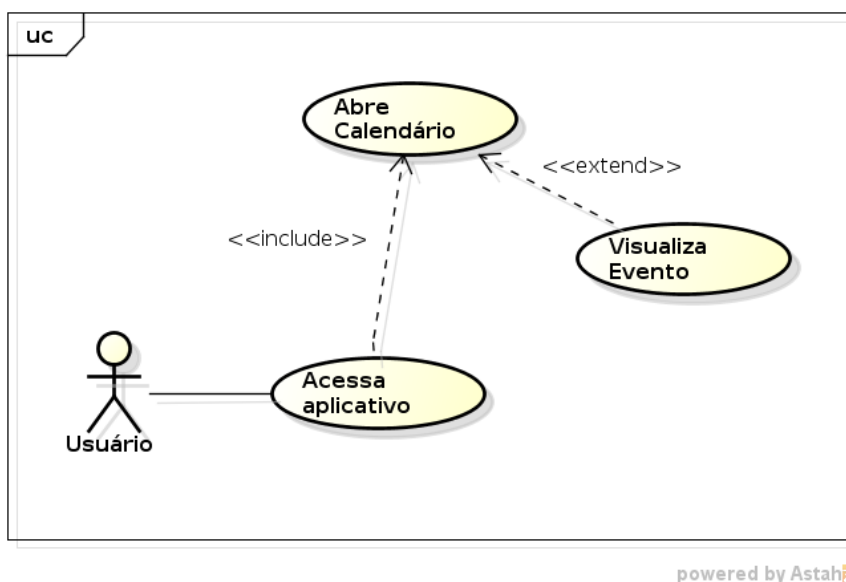 uc
Abre
Calendário
<<extend>>
<<include>>
Visualiza
Evento
Acessa
aplicativo
Usuário
powered by Astah